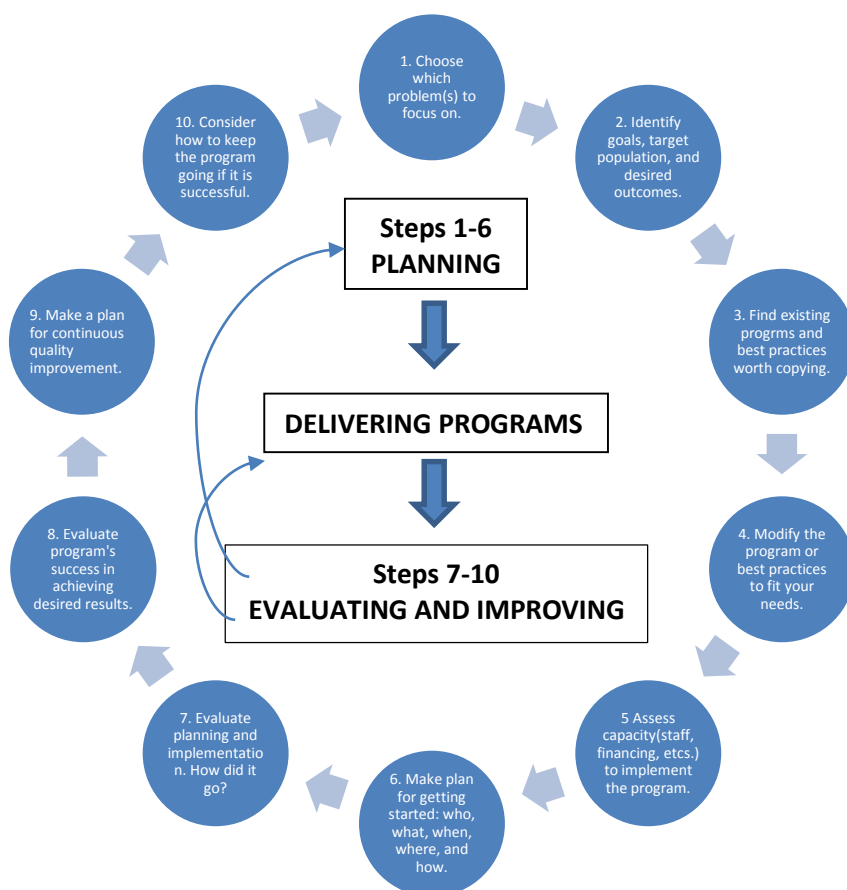 1. Choose
which
problem(s) to
focus on.
2. Identify
goals, target
population, and
desired
outcomes.
3. Find existing
progrms and
best practices
worth copying.
4. Modify the
program or
best practices
to fit your
needs.
5 Assess
capacity(staff,
financing, etcs.)
to implement
the program.
6. Make plan
for getting
started: who,
what, when,
where, and
how.
7. Evaluate
planning and
implementatio
n. How did it
go?
8. Evaluate
program's
success in
achieving
desired results.
9. Make a plan
for continuous
quality
improvement.
10. Consider
how to keep
the program
going if it is
successful.
Steps 1-6
PLANNING
DELIVERING PROGRAMS
Steps 7-10
EVALUATING AND IMPROVING